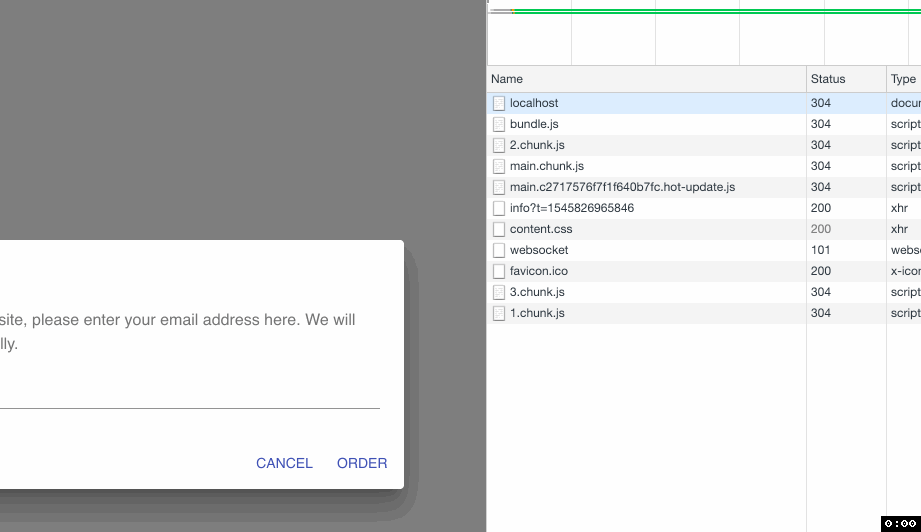 site, please enter your email address here. We will
lly.
CANCEL ORDER
Name Status Type
localhost 304 docu
bundle.js 304 script
2.chunk.js 304 script
main.chunk.js 304 script
main.c2717576f7f1f640b7fc.hot-update.js 304 script
info?t=1545826965846 200 xhr
content.css 200 xhr
websocket 101 webs
favicon.ico 200 x-icon
3.chunk.js 304 script
1.chunk.js 304 script
0:00